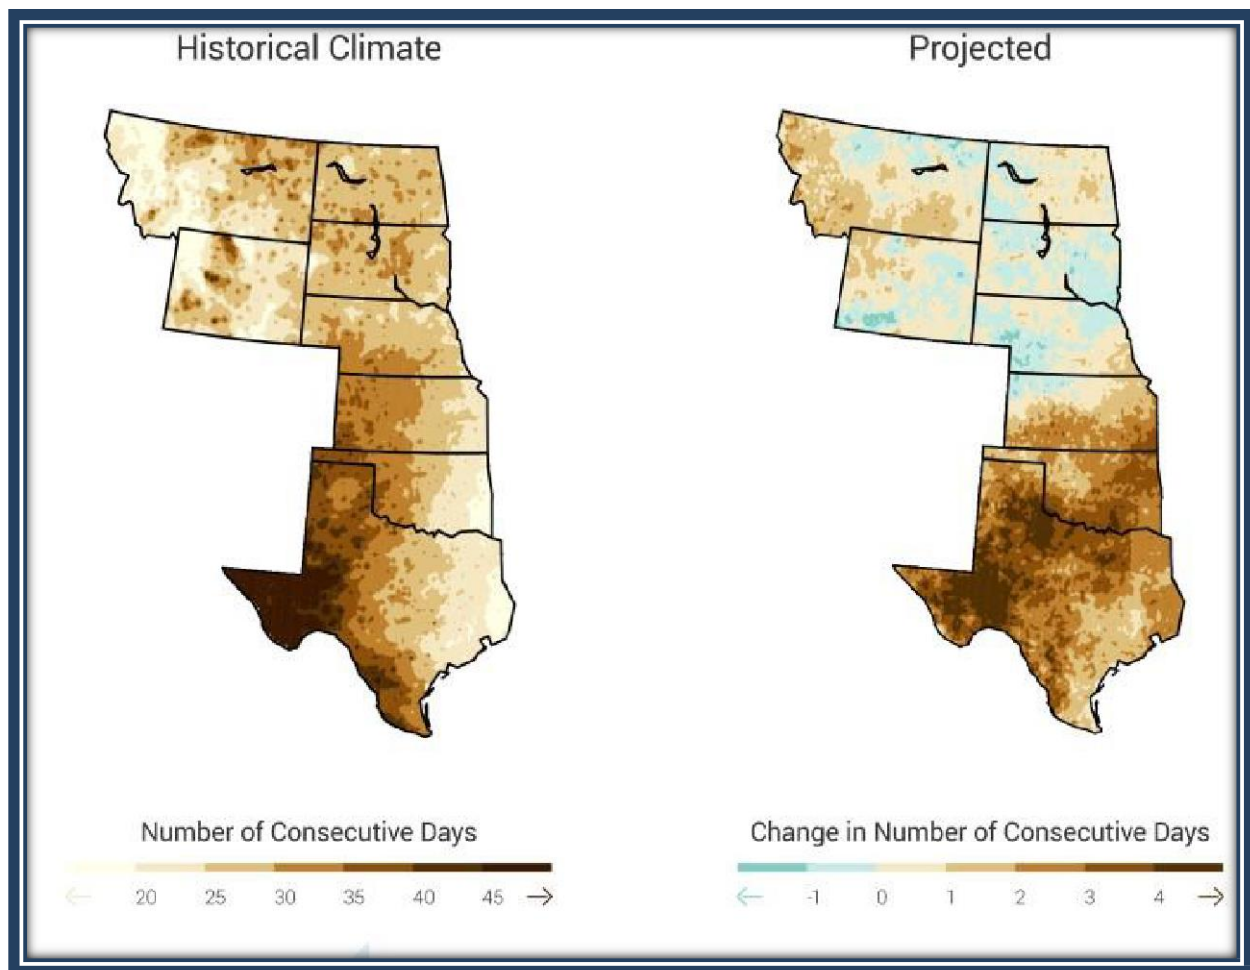 Historical Climate
Projected
Number of Consecutive Days
← 20 25 30 35 40 45 →
Change in Number of Consecutive Days
← -1 0 1 2 3 4 →